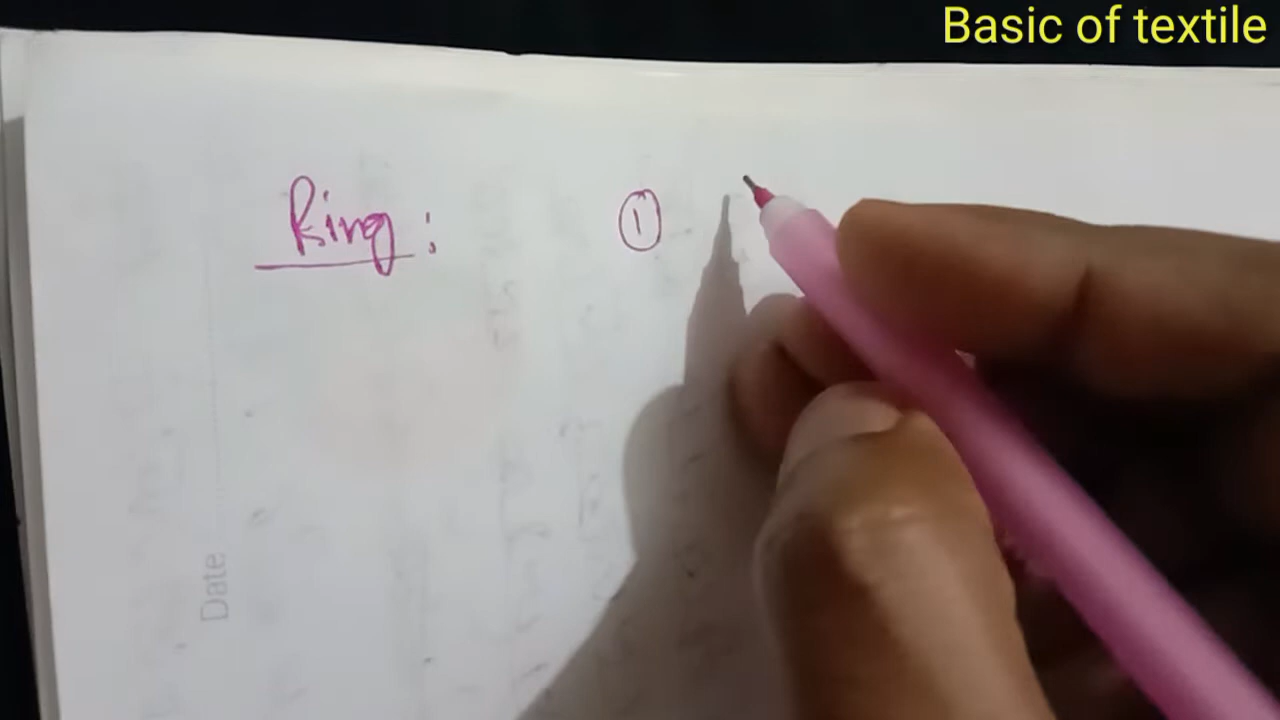 Basic of textile
Ring : ①
Date